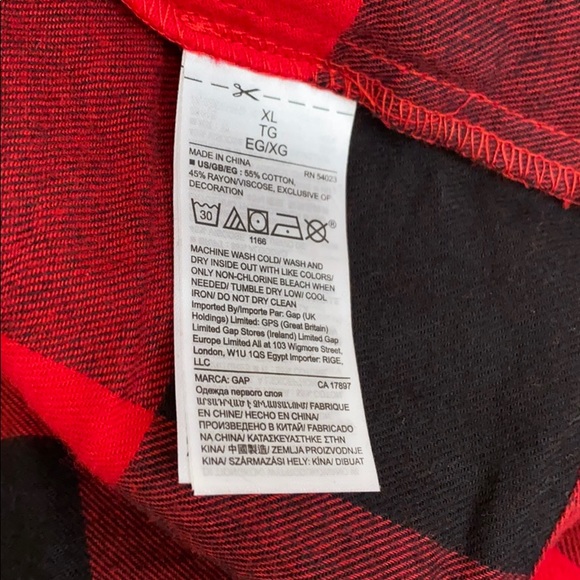 XL
TG
EG/XG
MADE IN CHINA RN 54023
■ US/GB/EG : 55% COTTON,
45% RAYON/VISCOSE, EXCLUSIVE OF
DECORATION
30 ®
1166
MACHINE WASH COLD/ WASH AND
DRY INSIDE OUT WITH LIKE COLORS/
ONLY NON-CHLORINE BLEACH WHEN
NEEDED/ TUMBLE DRY LOW/ COOL
IRON/ DO NOT DRY CLEAN
Imported By/Importe Par: Gap (UK
Holdings) Limited: GPS (Great Britain)
Limited Gap Stores (Ireland) Limited Gap
Europe Limited All at 103 Wigmore Street,
London, W1U 1QS Egypt Importer: RIGE,
LLC
MARCA: GAP CA 17897
Одежда первого слоя
ԱՐՏԱԴՐՎԱԾ Է ՉԻՆԱՍՏԱՆՈՒՄ/ FABRIQUE
EN CHINE/ HECHO EN CHINA/
ПРОИЗВЕДЕНО В КИТАЙ/ FABRICADO
NA CHINA/ ΚΑΤΑΣΚΕΥΑΣΤΗΚΕ ΣΤΗΝ
ΚΙΝΑ/ 中國製造/ ZEMLJA PROIZVODNJE
KINA/ SZÁRMAZÁSI HELY: KÍNA/ DIBUAT